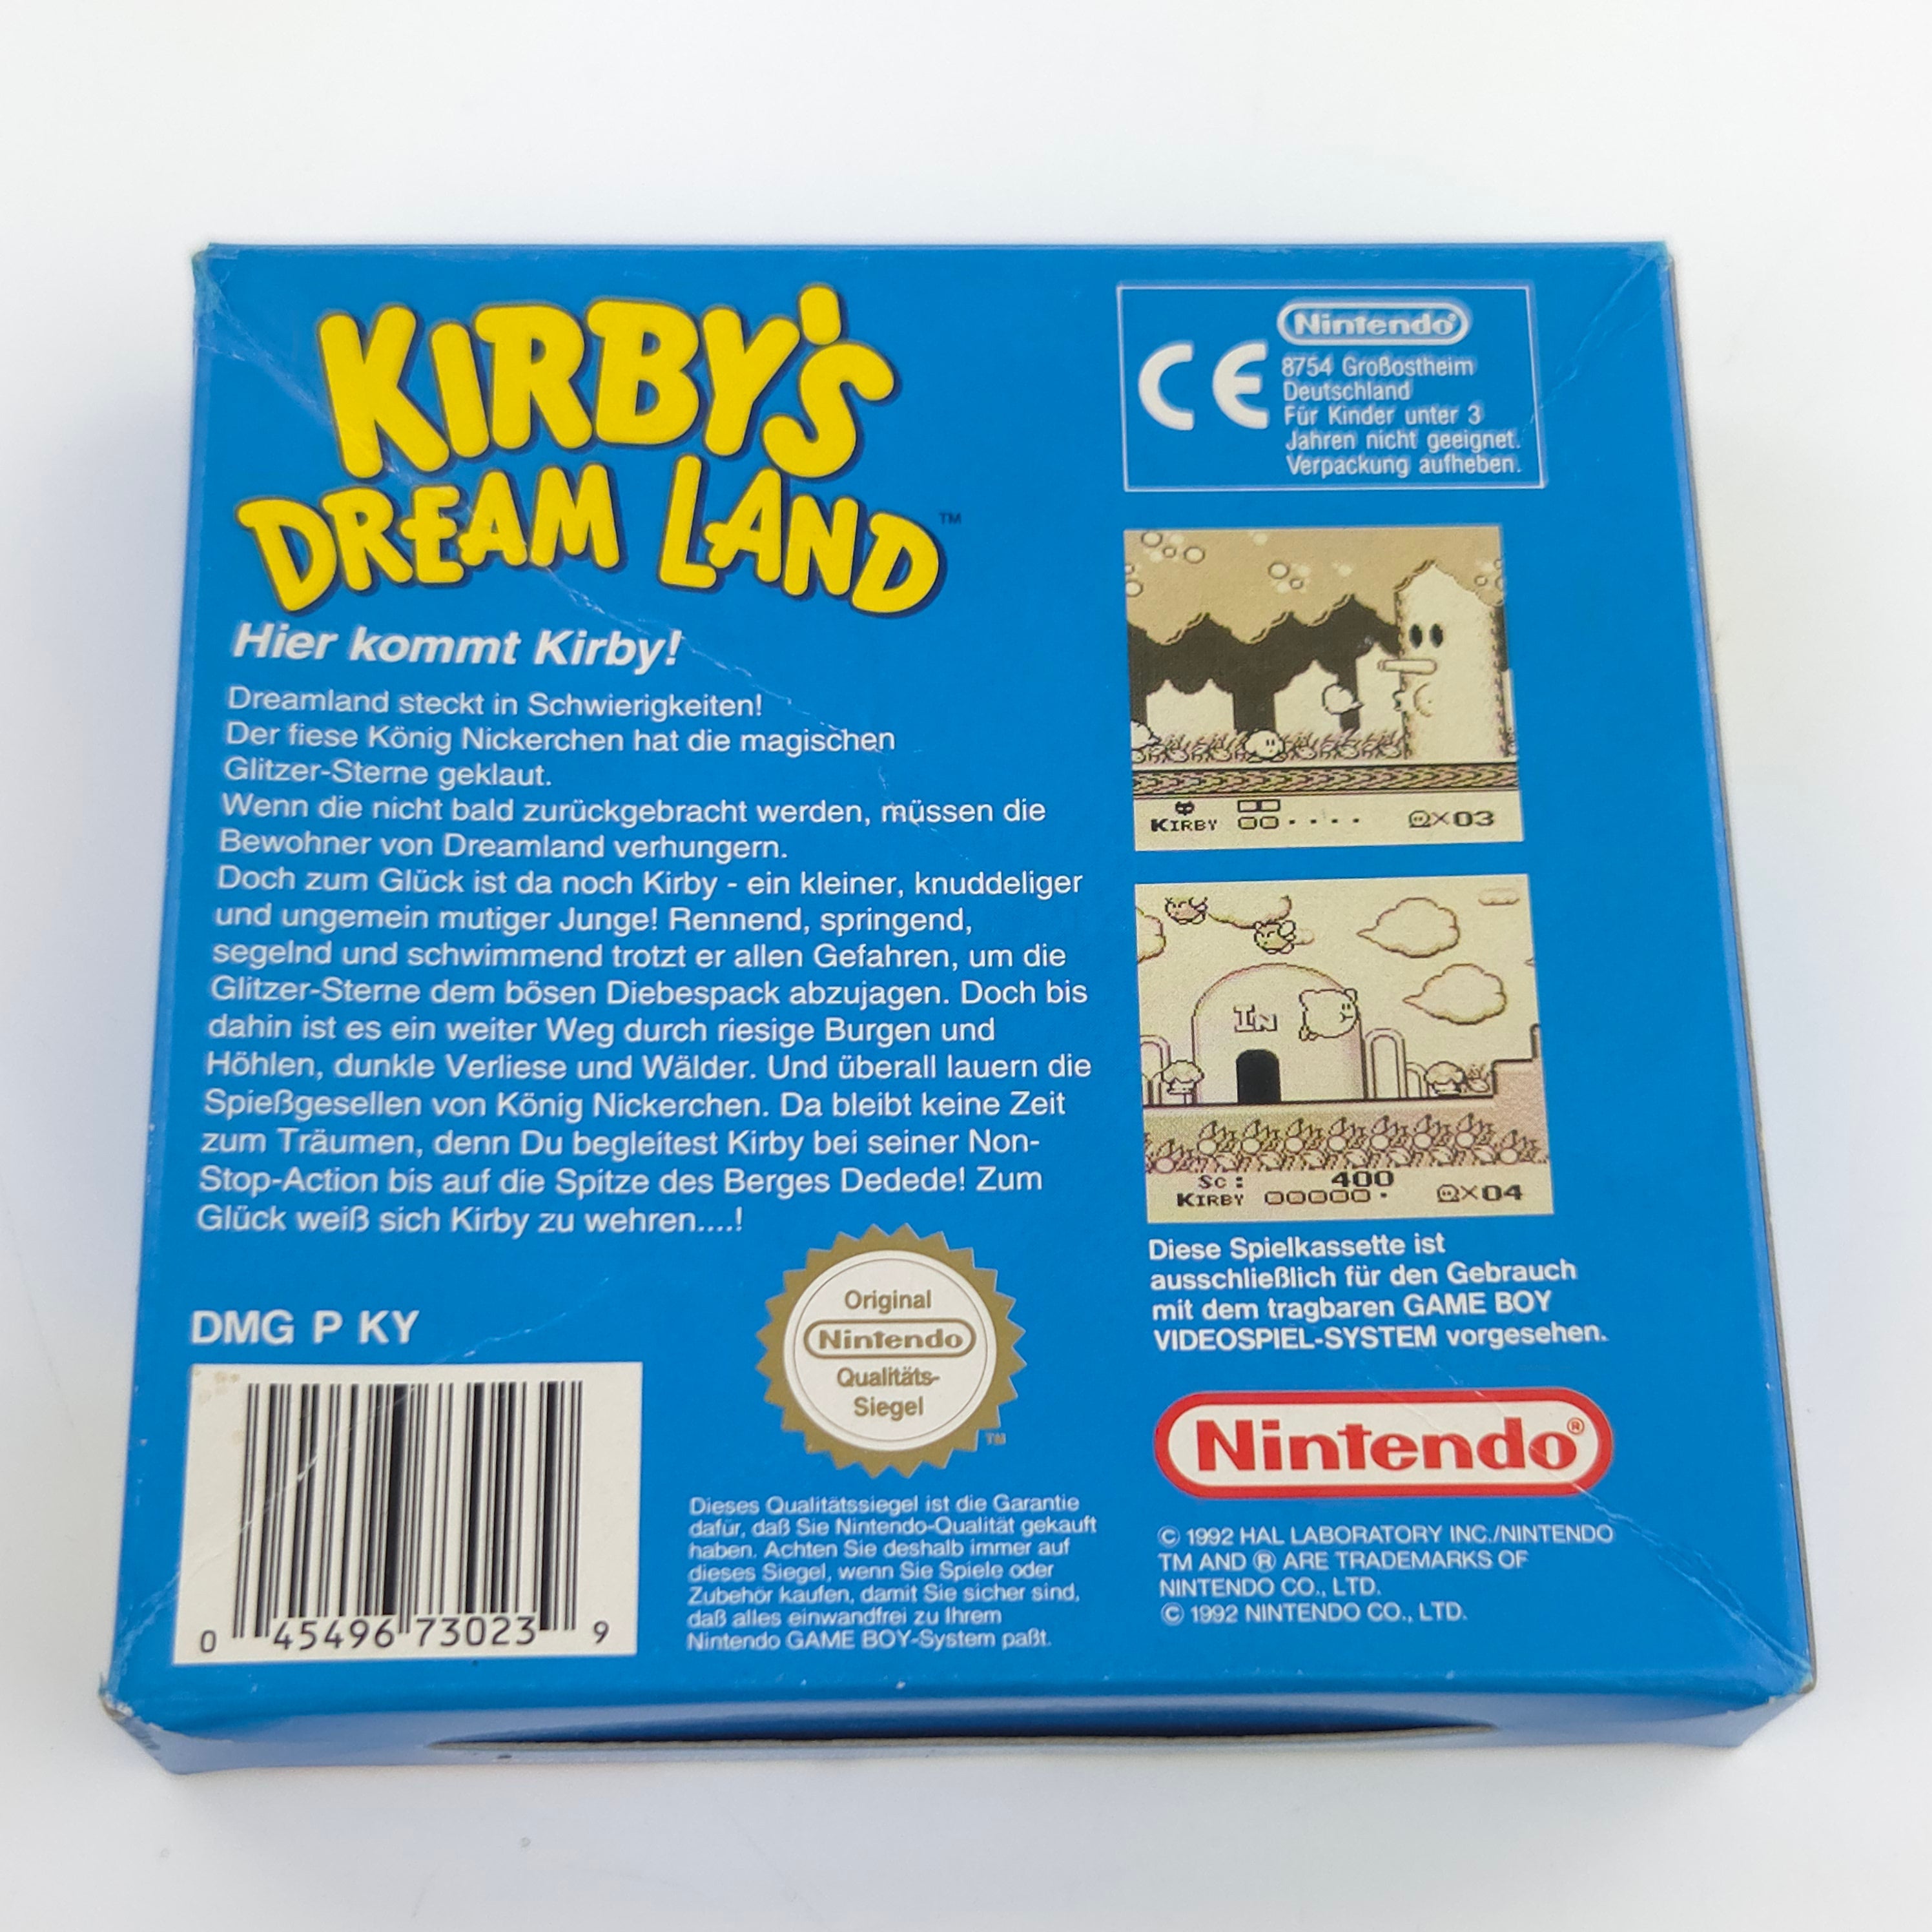 KIRBY'S
DREAM LAND™
Hier kommt Kirby!
Dreamland steckt in Schwierigkeiten!
Der fiese König Nickerchen hat die magischen
Glitzer-Sterne geklaut.
Wenn die nicht bald zurückgebracht werden, müssen die
Bewohner von Dreamland verhungern.
Doch zum Glück ist da noch Kirby - ein kleiner, knuddeliger
und ungemein mutiger Junge! Rennend, springend,
segelnd und schwimmend trotzt er allen Gefahren, um die
Glitzer-Sterne dem bösen Diebespack abzujagen. Doch bis
dahin ist es ein weiter Weg durch riesige Burgen und
Höhlen, dunkle Verliese und Wälder. Und überall lauern die
Spießgesellen von König Nickerchen. Da bleibt keine Zeit
zum Träumen, denn Du begleitest Kirby bei seiner Non-
Stop-Action bis auf die Spitze des Berges Dedede! Zum
Glück weiß sich Kirby zu wehren....!
DMG P KY
0 45496 73023 9
Original
Nintendo
Qualitäts-
Siegel
™
Dieses Qualitätssiegel ist die Garantie
dafür, daß Sie Nintendo-Qualität gekauft
haben. Achten Sie deshalb immer auf
dieses Siegel, wenn Sie Spiele oder
Zubehör kaufen, damit Sie sicher sind,
daß alles einwandfrei zu Ihrem
Nintendo GAME BOY-System paßt.
CE
Nintendo®
8754 Großostheim
Deutschland
Für Kinder unter 3
Jahren nicht geeignet.
Verpackung aufheben.
KIRBY ×03
IN
Sc: 400
KIRBY ×04
Diese Spielkassette ist
ausschließlich für den Gebrauch
mit dem tragbaren GAME BOY
VIDEOSPIEL-SYSTEM vorgesehen.
Nintendo®
© 1992 HAL LABORATORY INC./NINTENDO
TM AND ® ARE TRADEMARKS OF
NINTENDO CO., LTD.
© 1992 NINTENDO CO., LTD.